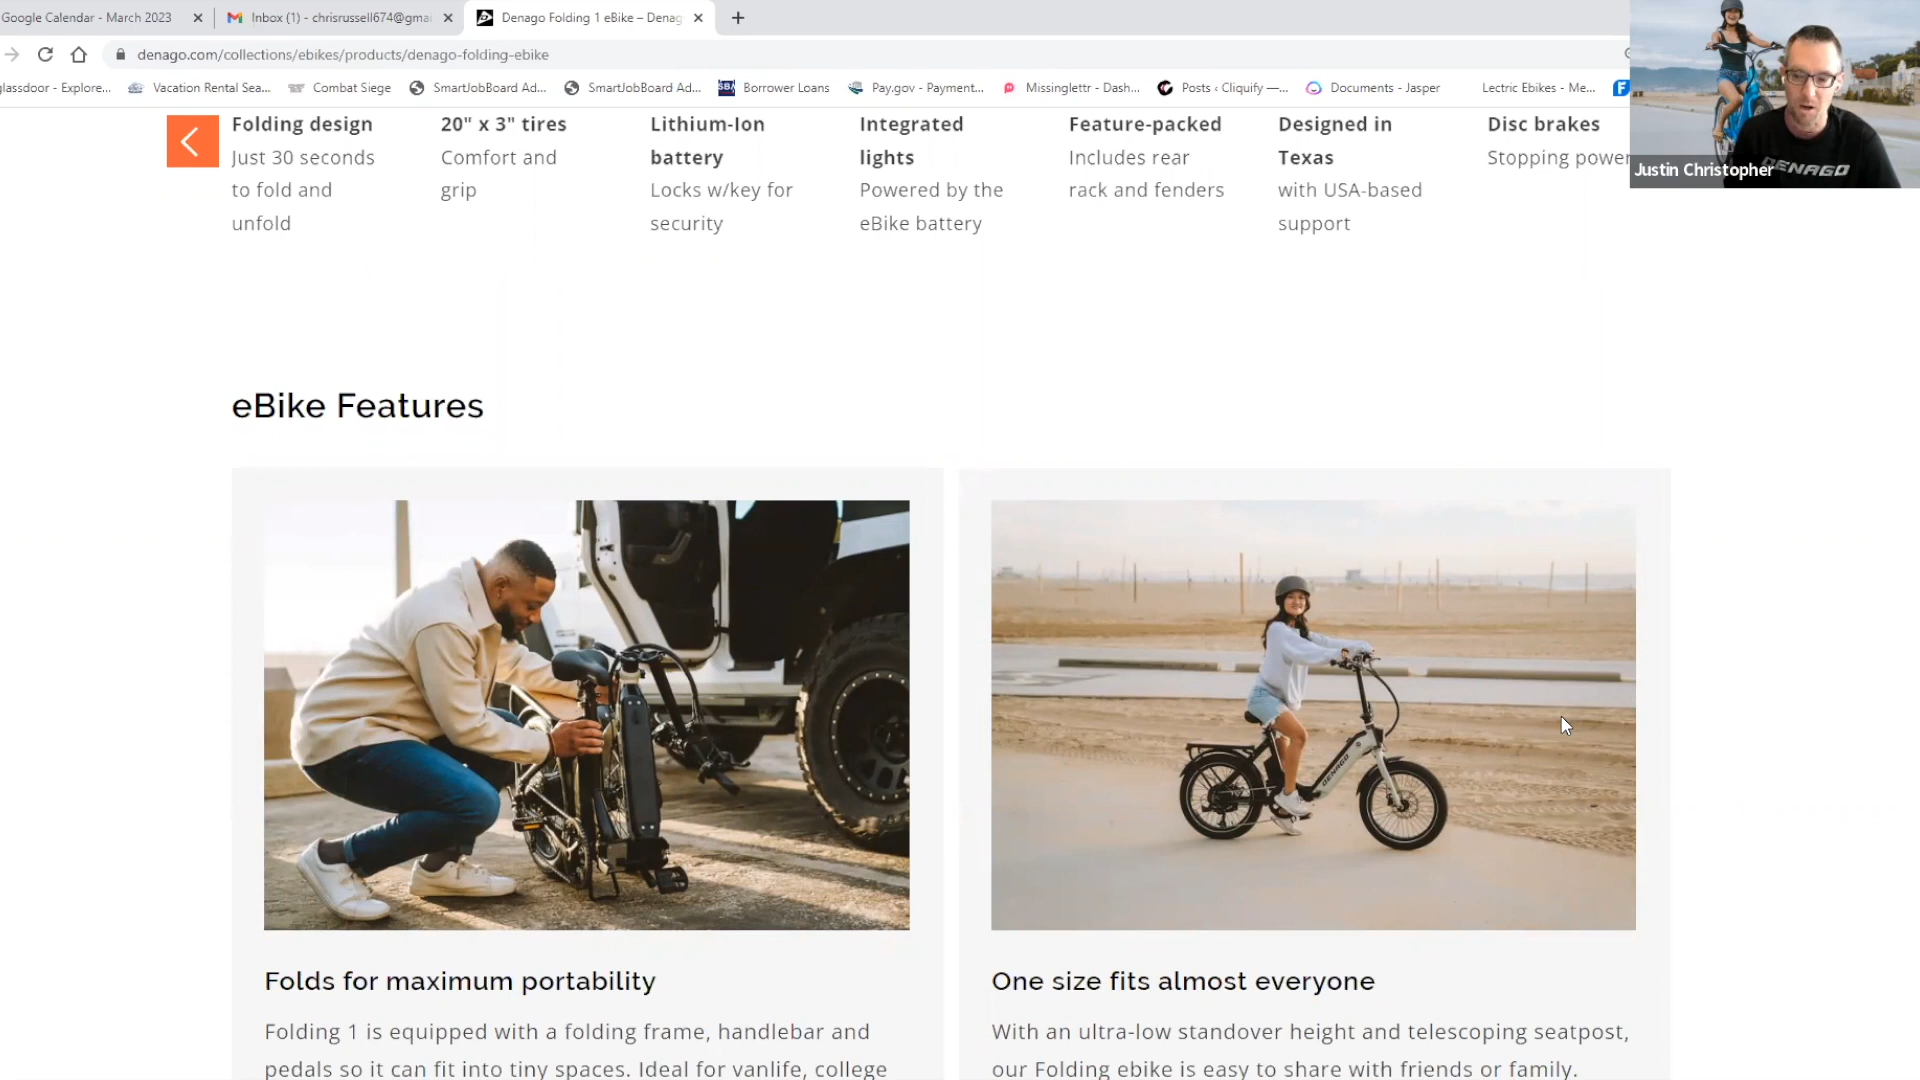 Google Calendar - March 2023
Inbox (1) - chrisrussell674@gmai
Denago Folding 1 eBike – Denag
denago.com/collections/ebikes/products/denago-folding-ebike
glassdoor - Explore...
Vacation Rental Sea...
Combat Siege
SmartJobBoard Ad...
SmartJobBoard Ad...
SBA
Borrower Loans
Pay.gov - Payment...
Missinglettr - Dash...
Posts ‹ Cliquify —...
Documents - Jasper
Lectric Ebikes - Me...
DENAGO
Justin Christopher
Folding design
Just 30 seconds
to fold and
unfold
20" x 3" tires
Comfort and
grip
Lithium-Ion
battery
Locks w/key for
security
Integrated
lights
Powered by the
eBike battery
Feature-packed
Includes rear
rack and fenders
Designed in
Texas
with USA-based
support
Disc brakes
Stopping power
eBike Features
DENAGO
Folds for maximum portability
Folding 1 is equipped with a folding frame, handlebar and
pedals so it can fit into tiny spaces. Ideal for vanlife, college
One size fits almost everyone
With an ultra-low standover height and telescoping seatpost,
our Folding ebike is easy to share with friends or family.